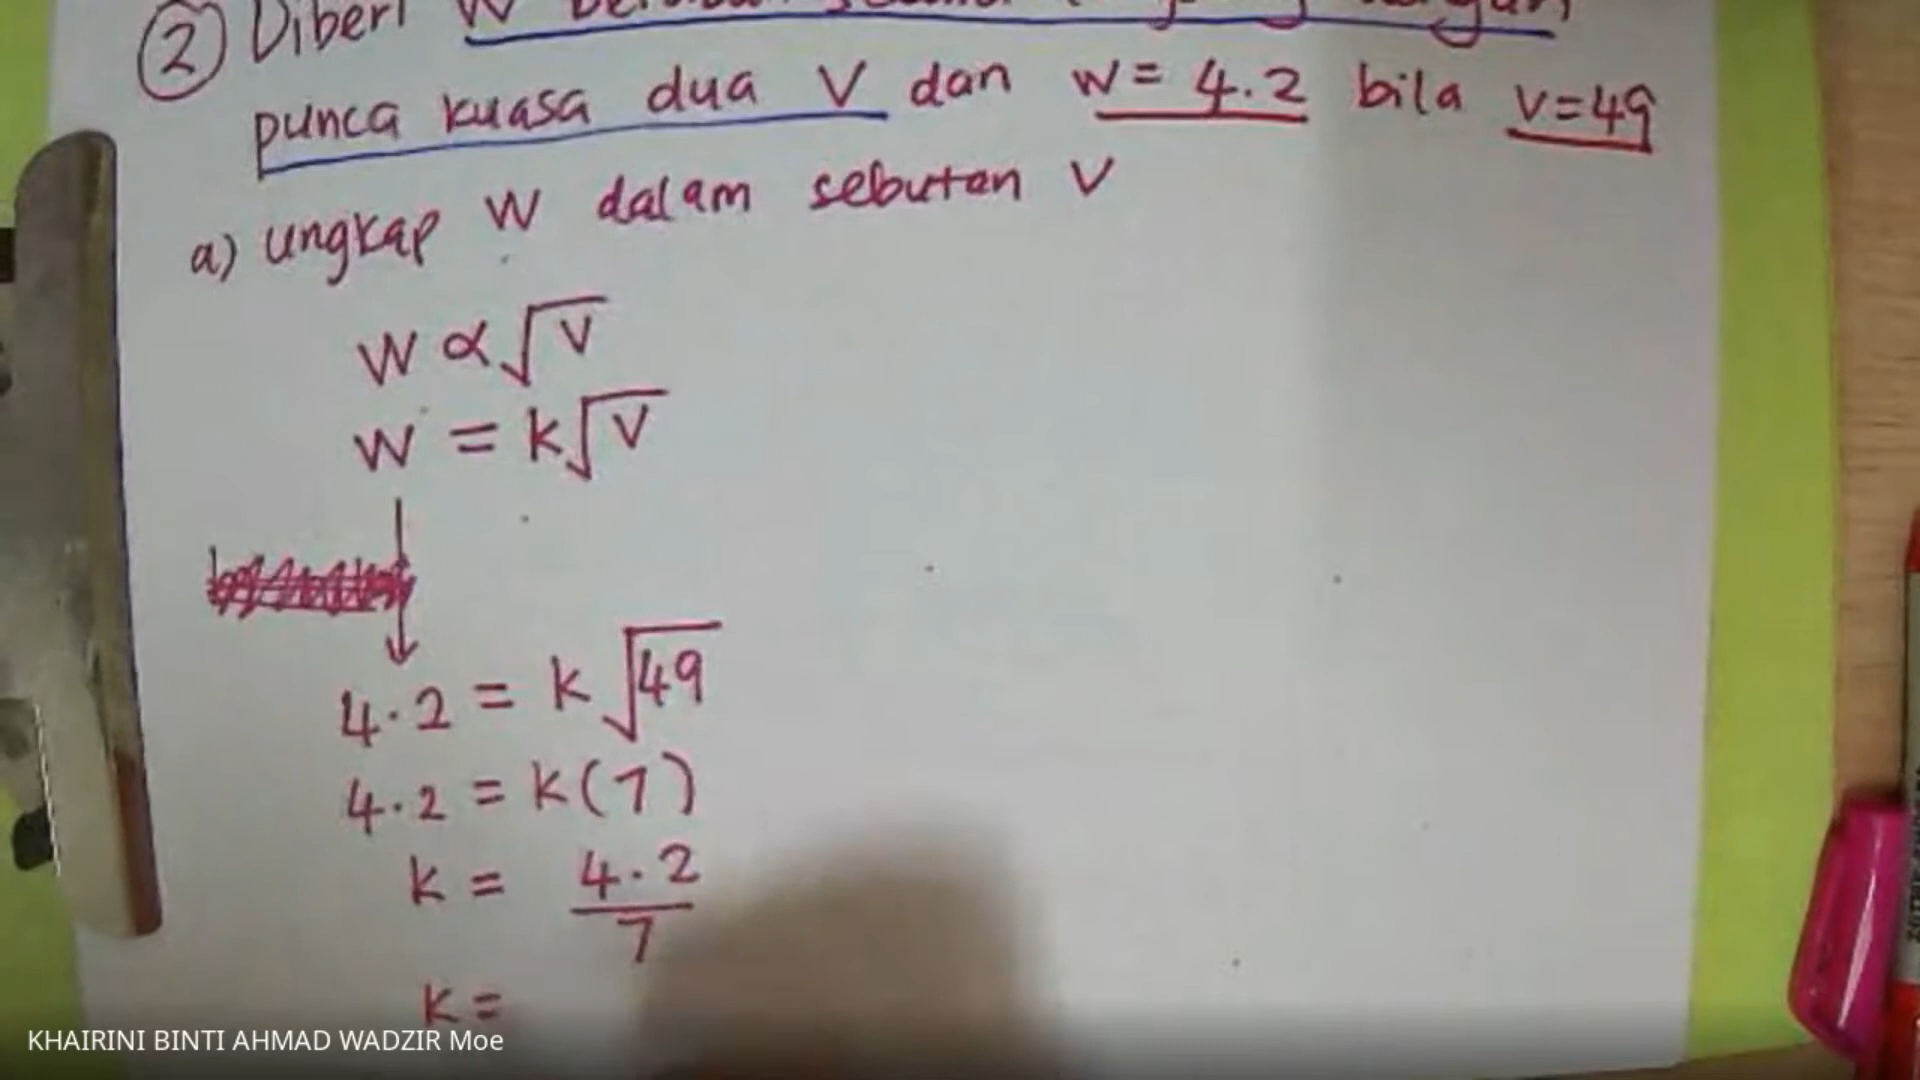 ② Diberi W
punca kuasa dua V dan W = 4.2 bila V=49
a) ungkap W dalam sebutan V
W ∝ √V
W = k√V
4.2 = k √49
4.2 = k(7)
k = 4.2/7
k =
KHAIRINI BINTI AHMAD WADZIR Moe